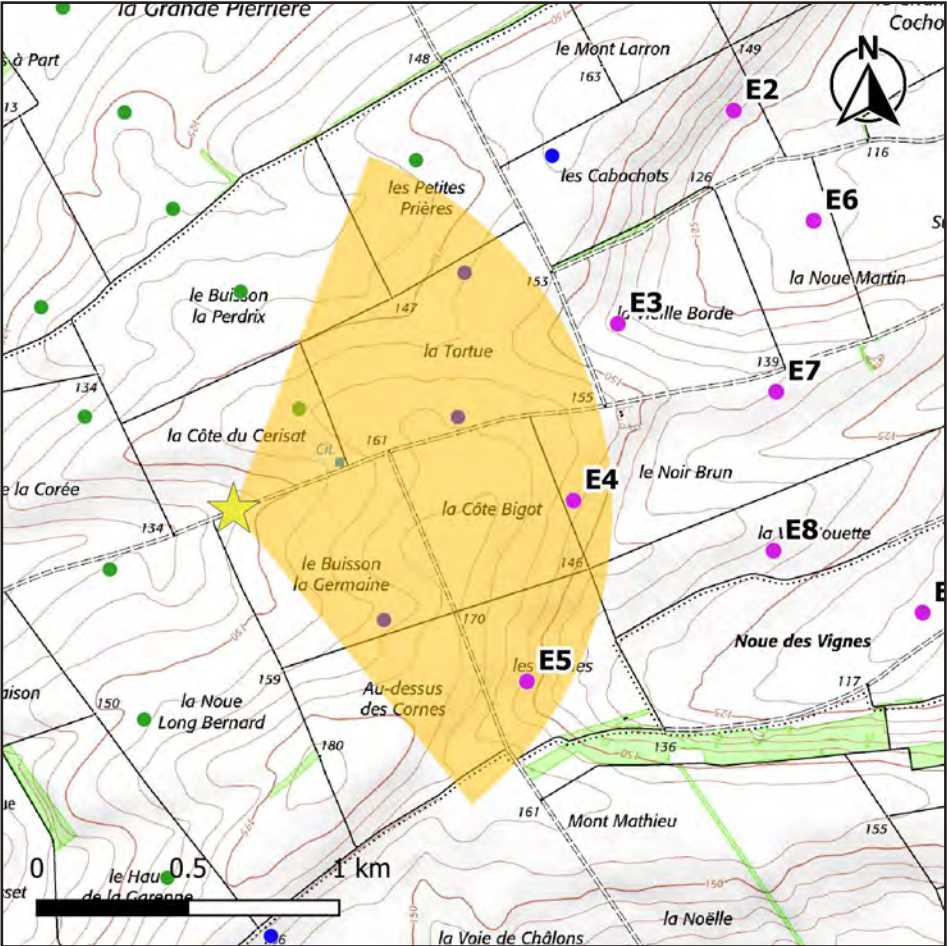 la Grande Pierrière
Cocho
s à Part
148
le Mont Larron
149
163
N
13
E2
116
les Petites
Prières
les Cabochots
126
E6
125
153
la Noue Martin
le Buisson
la Perdrix
147
E3
la Vieille Borde
la Tortue
139
134
E7
155
la Côte du Cerisat
161
Cit.
le Noir Brun
e la Corée
E4
la Côte Bigot
134
E8
146
le Buisson
la Germaine
170
Noue des Vignes
E5
159
117
aison
la Noue
Long Bernard
Au-dessus
des Cornes
150
180
136
161
Mont Mathieu
155
0 0.5 1 km
de la Garenne
sset
150
la Noëlle
la Voie de Châlons